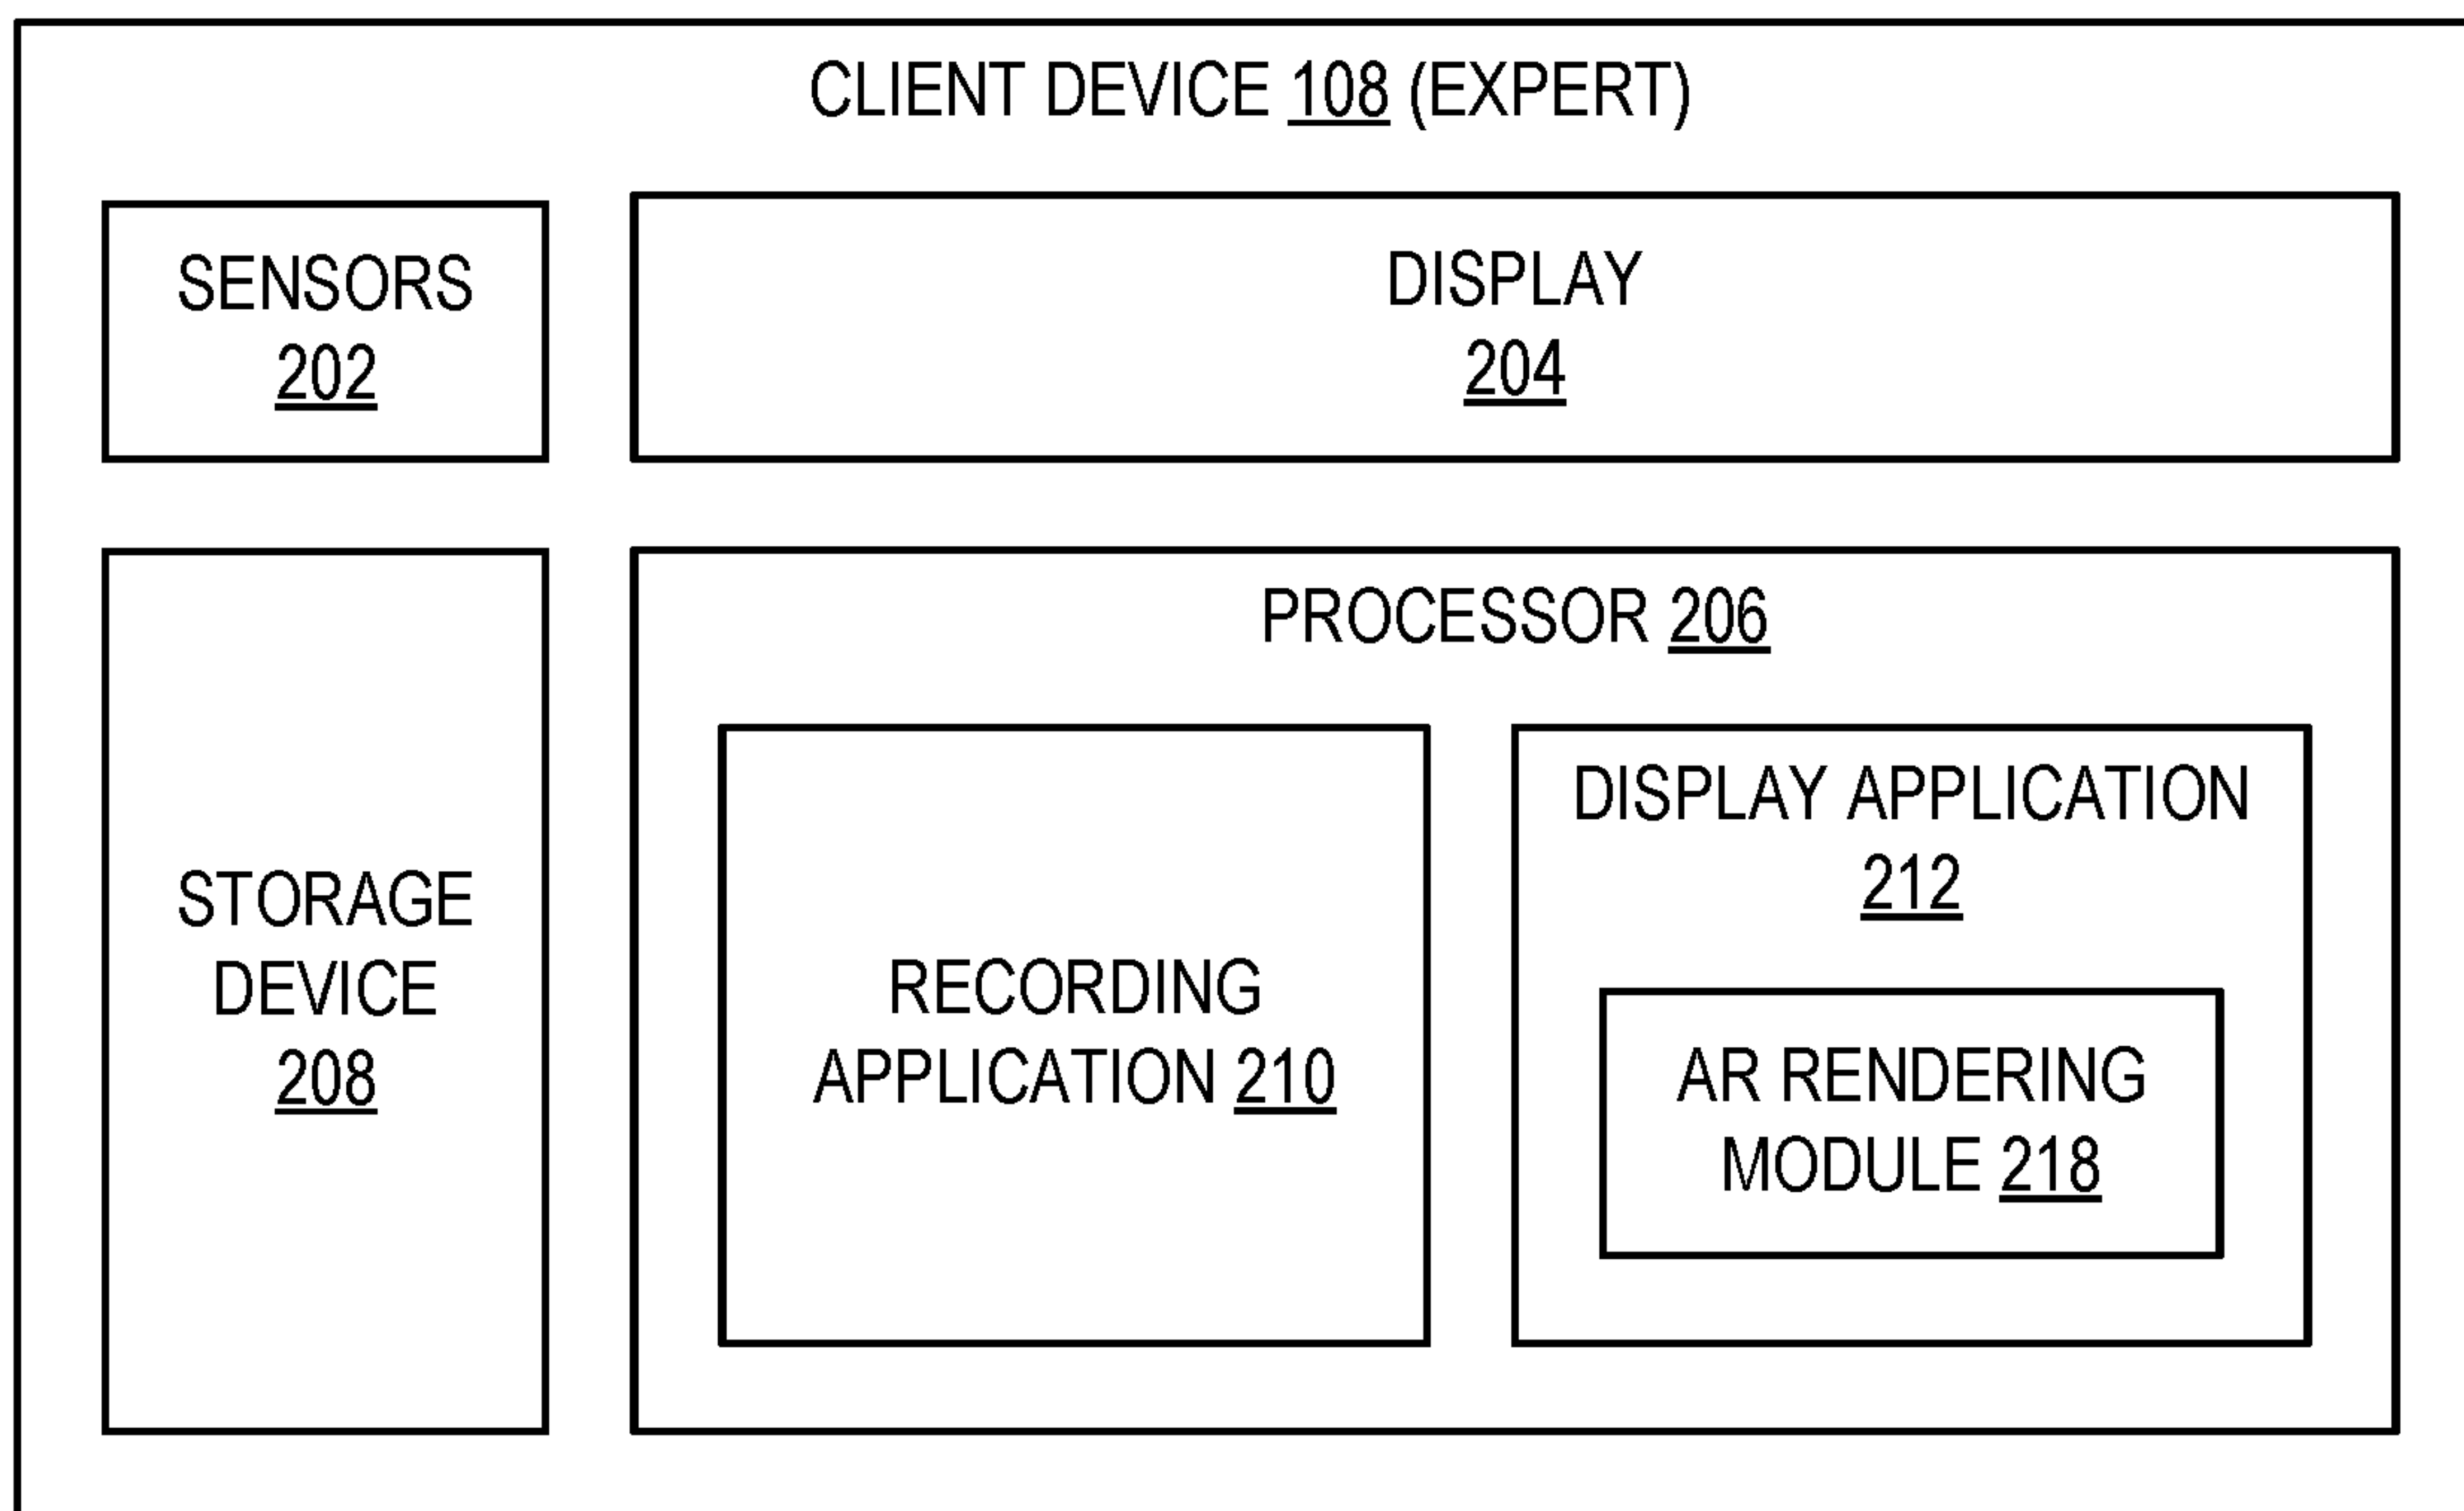 CLIENT DEVICE 108 (EXPERT)
SENSORS
202
DISPLAY
204
STORAGE
DEVICE
208
PROCESSOR 206
RECORDING
APPLICATION 210
DISPLAY APPLICATION
212
AR RENDERING
MODULE 218